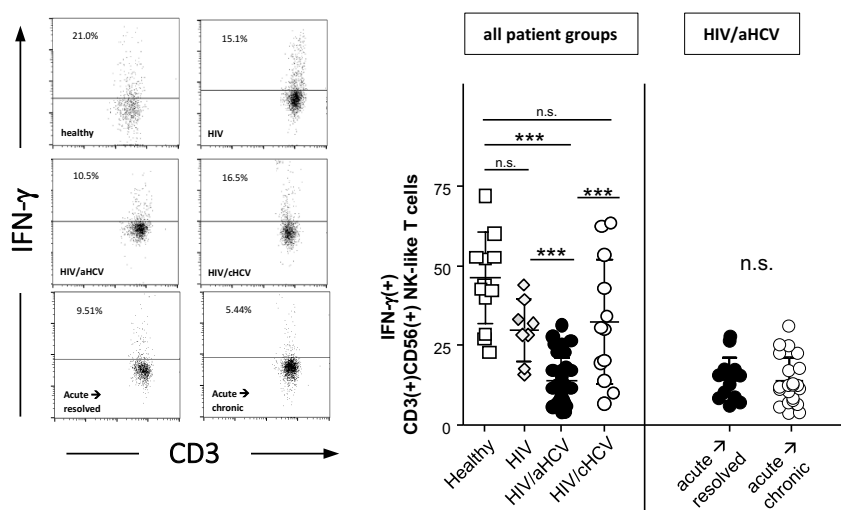 all patient groups
HIV/aHCV
21.0%
healthy
15.1%
HIV
10.5%
HIV/aHCV
16.5%
HIV/cHCV
9.51%
Acute →
resolved
5.44%
Acute →
chronic
IFN-γ
CD3
IFN-γ(+)
CD3(+)CD56(+) NK-like T cells
75
50
25
0
n.s.
***
n.s.
***
***
n.s.
Healthy
HIV
HIV/aHCV
HIV/cHCV
acute ↗
resolved
acute ↗
chronic